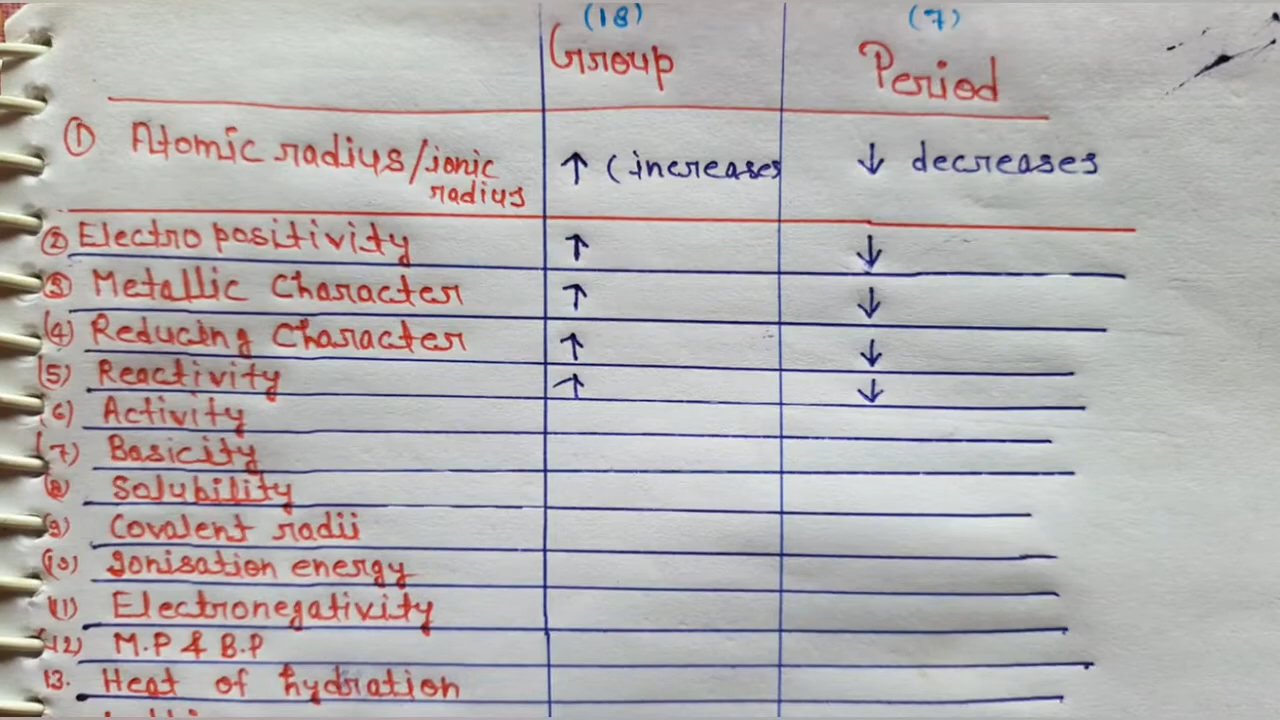 (18) (7)
Group Period
① Atomic radius/ionic radius ↑ (increases ↓ decreases
② Electro positivity ↑ ↓
③ Metallic Character ↑ ↓
(4) Reducing Character ↑ ↓
(5) Reactivity ↑ ↓
(6) Activity
(7) Basicity
(8) Solubility
(9) Covalent radii
(10) Ionisation energy
(11) Electronegativity
(12) M.P & B.P
13. Heat of hydration